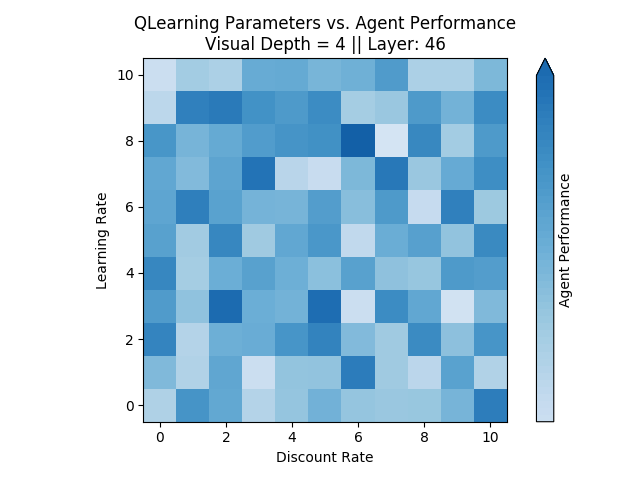 QLearning Parameters vs. Agent Performance
Visual Depth = 4 || Layer: 46
10
8
6
4
2
0
Learning Rate
0 2 4 6 8 10
Discount Rate
Agent Performance